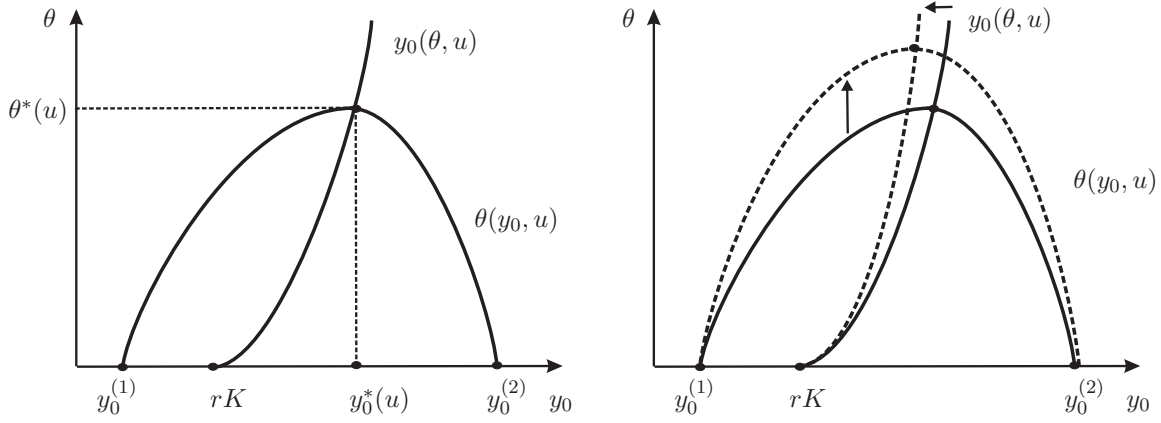 θ
y₀(θ, u)
θ*(u)
θ(y₀, u)
y₀⁽¹⁾
rK
y₀*(u)
y₀⁽²⁾
y₀
θ
y₀(θ, u)
θ(y₀, u)
y₀⁽¹⁾
rK
y₀⁽²⁾
y₀